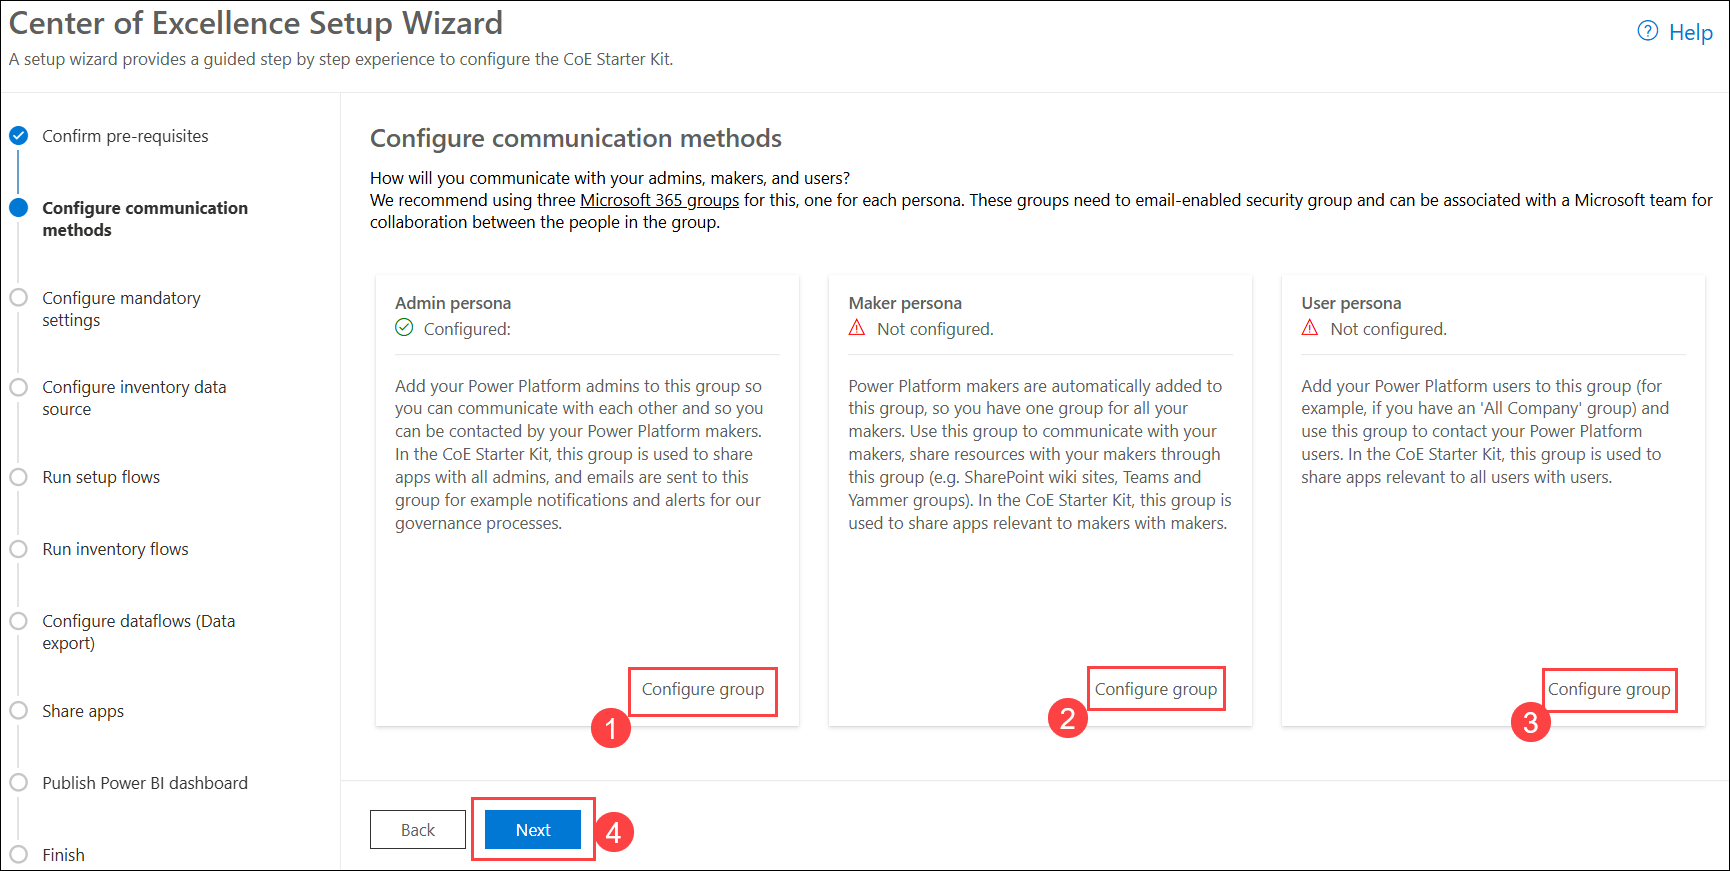 Center of Excellence Setup Wizard
Help
A setup wizard provides a guided step by step experience to configure the CoE Starter Kit.
Confirm pre-requisites
Configure communication
methods
Configure mandatory
settings
Configure inventory data
source
Run setup flows
Run inventory flows
Configure dataflows (Data
export)
Share apps
Publish Power BI dashboard
Finish
Configure communication methods
How will you communicate with your admins, makers, and users?
We recommend using three Microsoft 365 groups for this, one for each persona. These groups need to email-enabled security group and can be associated with a Microsoft team for
collaboration between the people in the group.
Admin persona
Configured:
Add your Power Platform admins to this group so
you can communicate with each other and so you
can be contacted by your Power Platform makers.
In the CoE Starter Kit, this group is used to share
apps with all admins, and emails are sent to this
group for example notifications and alerts for our
governance processes.
Configure group
1
Maker persona
Not configured.
Power Platform makers are automatically added to
this group, so you have one group for all your
makers. Use this group to communicate with your
makers, share resources with your makers through
this group (e.g. SharePoint wiki sites, Teams and
Yammer groups). In the CoE Starter Kit, this group is
used to share apps relevant to makers with makers.
Configure group
2
User persona
Not configured.
Add your Power Platform users to this group (for
example, if you have an 'All Company' group) and
use this group to contact your Power Platform
users. In the CoE Starter Kit, this group is used to
share apps relevant to all users with users.
Configure group
3
Back
Next
4